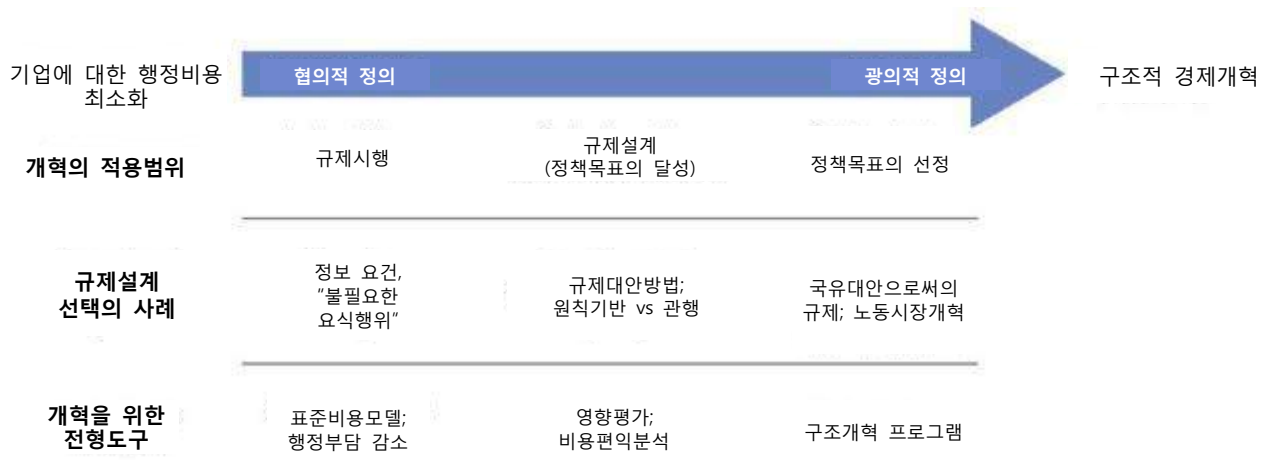 기업에 대한 행정비용
최소화
협의적 정의
광의적 정의
구조적 경제개혁
개혁의 적용범위
규제시행
규제설계
(정책목표의 달성)
정책목표의 선정
규제설계
선택의 사례
정보 요건,
"불필요한
요식행위"
규제대안방법;
원칙기반 vs 관행
국유대안으로써의
규제; 노동시장개혁
개혁을 위한
전형도구
표준비용모델;
행정부담 감소
영향평가;
비용편익분석
구조개혁 프로그램